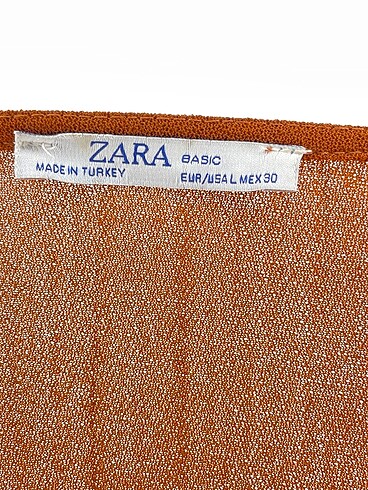 ZARA BASIC
MADE IN TURKEY
EUR/USA L MEX 30